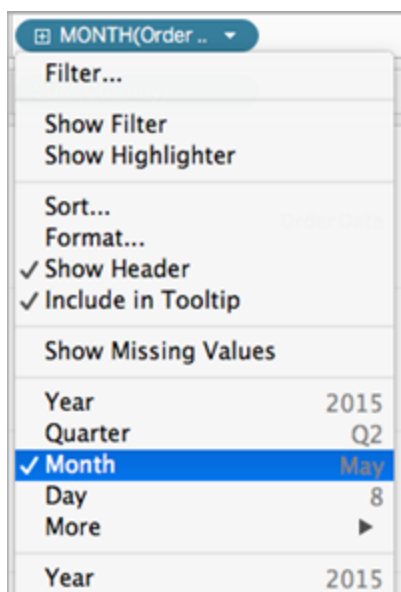 MONTH(Order ..
Filter...
Show Filter
Show Highlighter
Sort...
Format...
✓ Show Header
✓ Include in Tooltip
Show Missing Values
Year 2015
Quarter Q2
✓ Month May
Day 8
More ▶
Year 2015